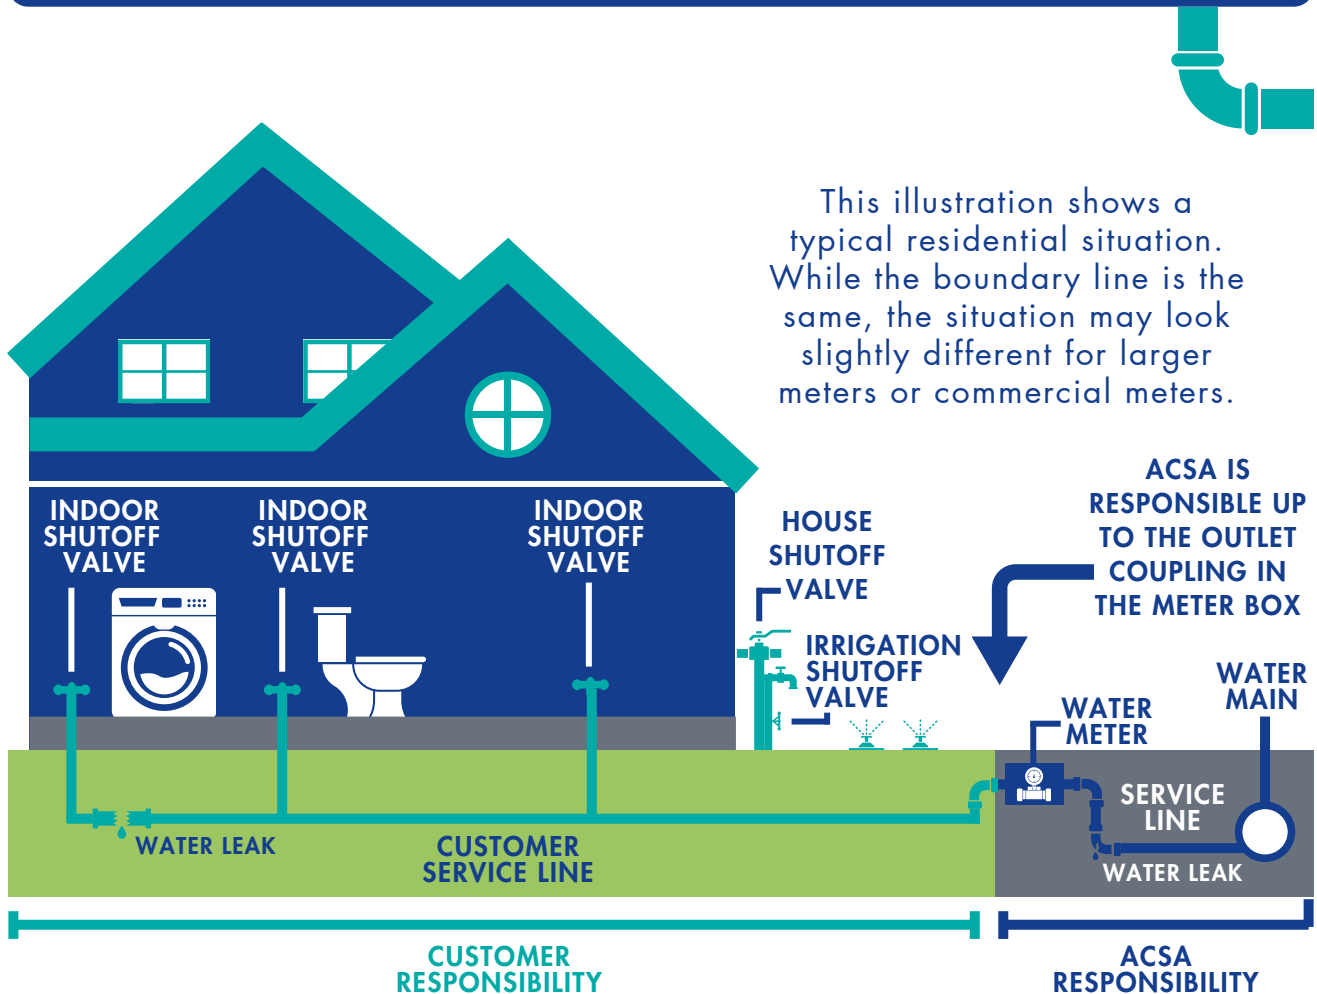 This illustration shows a
typical residential situation.
While the boundary line is the
same, the situation may look
slightly different for larger
meters or commercial meters.
ACSA IS
RESPONSIBLE UP
TO THE OUTLET
COUPLING IN
THE METER BOX
INDOOR
SHUTOFF
VALVE
INDOOR
SHUTOFF
VALVE
INDOOR
SHUTOFF
VALVE
HOUSE
SHUTOFF
VALVE
IRRIGATION
SHUTOFF
VALVE
WATER
METER
WATER
MAIN
SERVICE
LINE
WATER LEAK
WATER LEAK
CUSTOMER
SERVICE LINE
CUSTOMER
RESPONSIBILITY
ACSA
RESPONSIBILITY